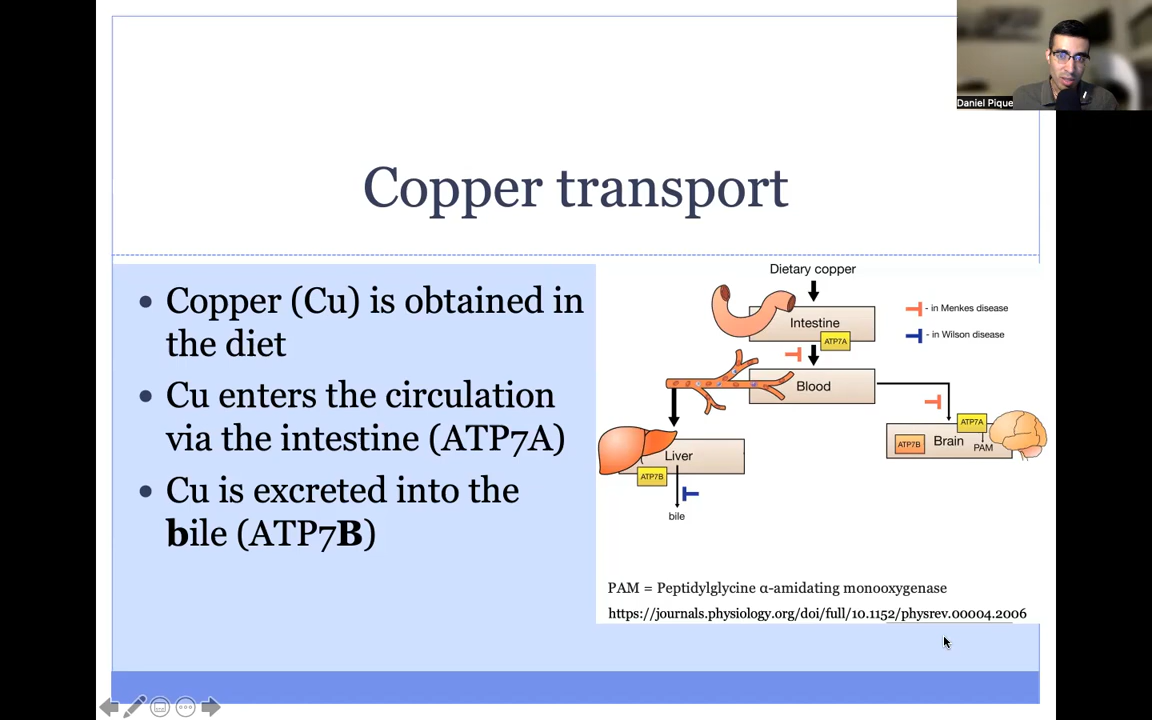 Daniel Pique
Copper transport
• Copper (Cu) is obtained in
the diet
• Cu enters the circulation
via the intestine (ATP7A)
• Cu is excreted into the
bile (ATP7B)
Dietary copper
Intestine
ATP7A
- in Menkes disease
- in Wilson disease
Blood
Liver
ATP7B
bile
ATP7A
ATP7B
Brain
PAM
PAM = Peptidylglycine α-amidating monooxygenase
https://journals.physiology.org/doi/full/10.1152/physrev.00004.2006